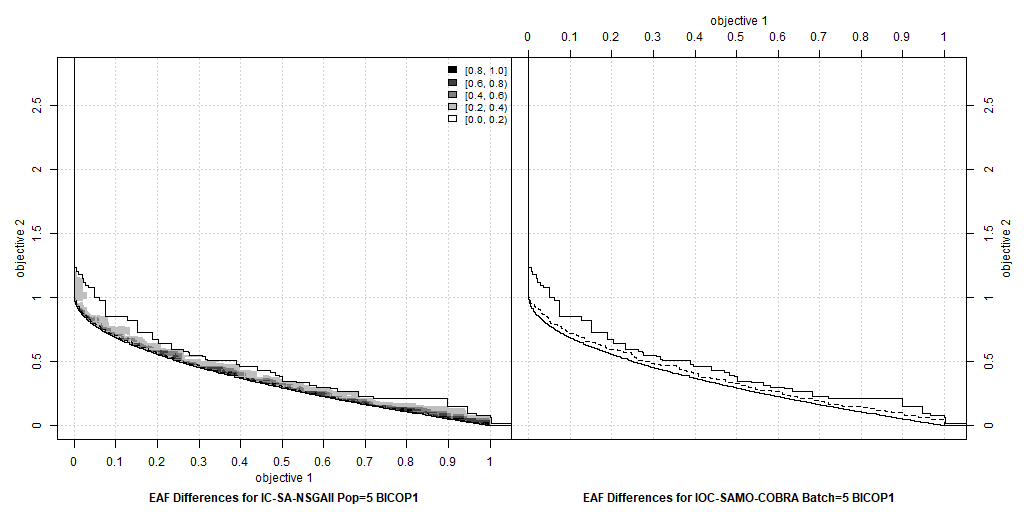 objective 1
0 0.1 0.2 0.3 0.4 0.5 0.6 0.7 0.8 0.9 1
[0.8, 1.0]
[0.6, 0.8)
[0.4, 0.6)
[0.2, 0.4)
[0.0, 0.2)
objective 2
0 0.5 1 1.5 2 2.5
0 0.1 0.2 0.3 0.4 0.5 0.6 0.7 0.8 0.9 1
objective 1
0 0.5 1 1.5 2 2.5
objective 2
EAF Differences for IC-SA-NSGAII Pop=5 BICOP1
EAF Differences for IOC-SAMO-COBRA Batch=5 BICOP1